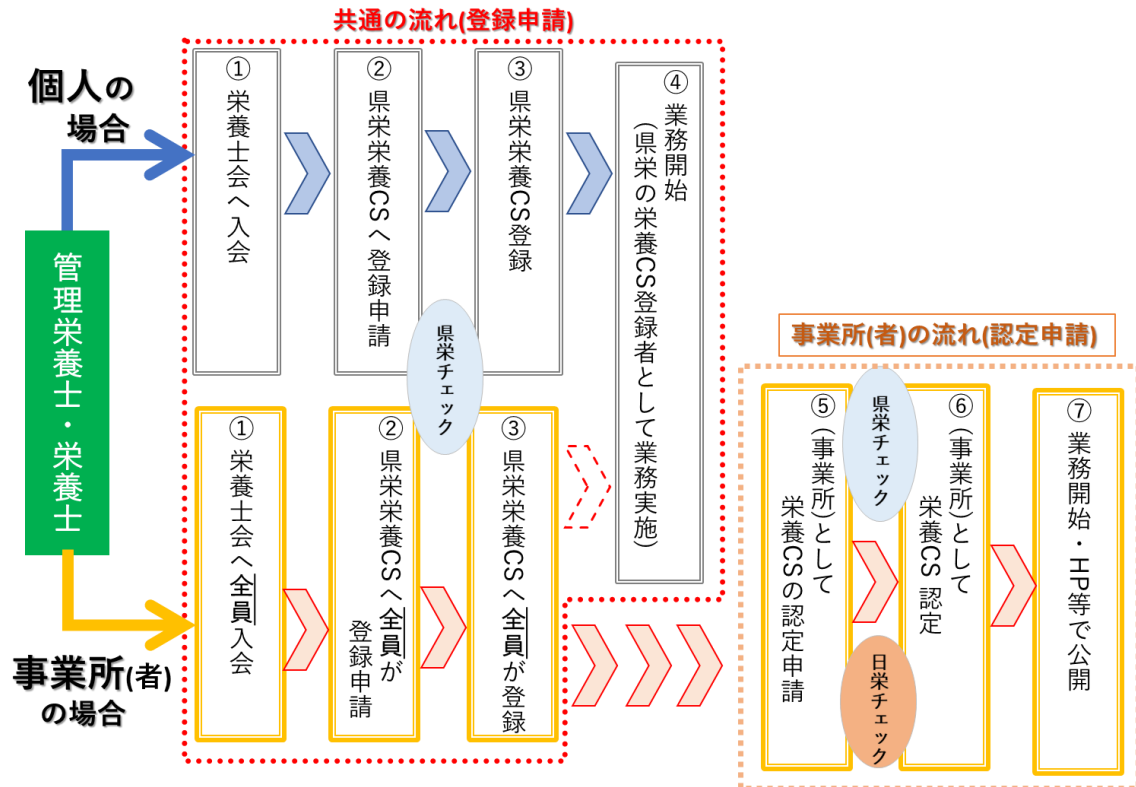 共通の流れ(登録申請)
個人の
場合
管理栄養士・栄養士
事業所(者)
の場合
① 栄養士会へ入会
② 県栄栄養CSへ登録申請
③ 県栄栄養CS登録
④ 業務開始
(県栄の栄養CS登録者として業務実施)
県栄チェック
① 栄養士会へ全員入会
② 県栄栄養CSへ全員が
登録申請
③ 県栄栄養CSへ全員が登録
事業所(者)の流れ(認定申請)
⑤ (事業所)として
栄養CSの認定申請
県栄チェック
日栄チェック
⑥ (事業所)として
栄養CS 認定
⑦ 業務開始・HP等で公開